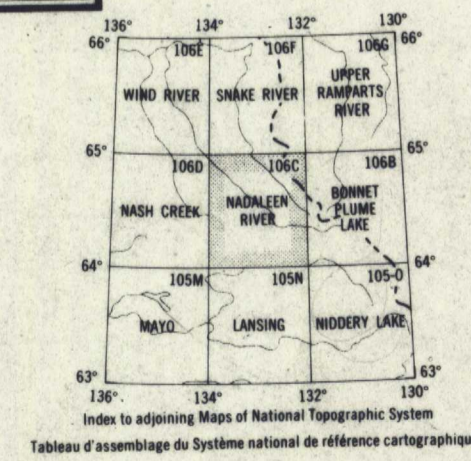 136° 134° 132° 130°
66° 106E 106F 106G 66°
WIND RIVER SNAKE RIVER UPPER
RAMPARTS
RIVER
65° 65°
106D 106C 106B
NASH CREEK NADALEEN
RIVER BONNET
PLUME
LAKE
64° 64°
105M 105N 105-O
MAYO LANSING NIDDERY LAKE
63° 63°
136° 134° 132° 130°
Index to adjoining Maps of National Topographic System
Tableau d'assemblage du Système national de référence cartographiqu